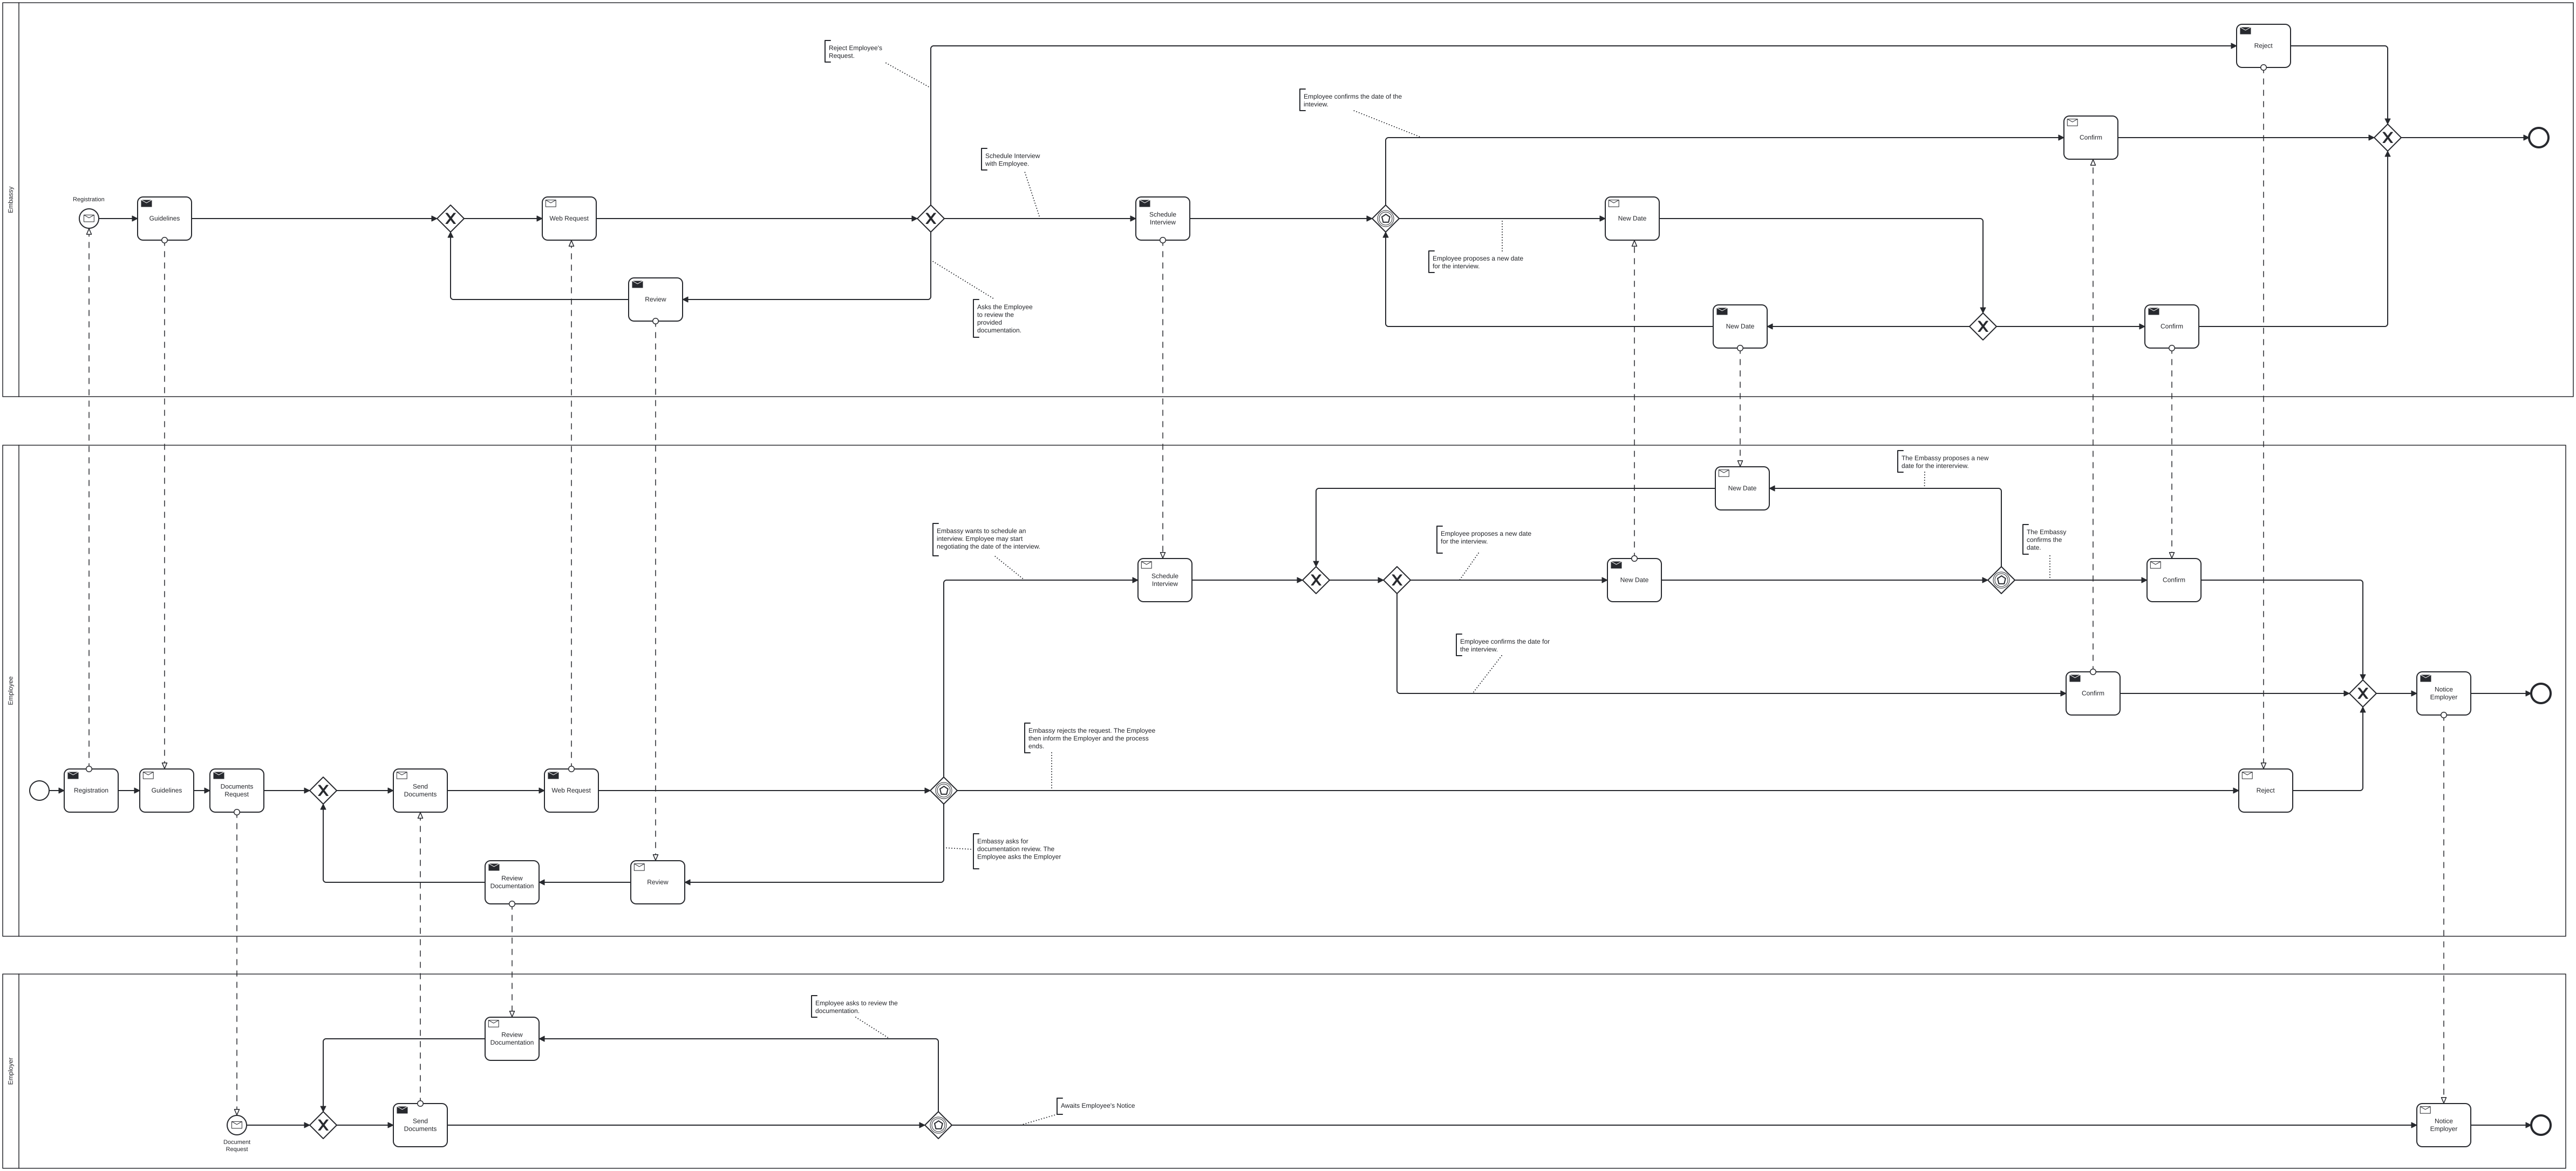 Embassy
Reject Employee's
Request.
Reject
Employee confirms the date of the
inteview.
Confirm
Schedule Interview
with Employee.
Registration
Guidelines
Web Request
Schedule
Interview
New Date
Employee proposes a new date
for the interview.
Review
Asks the Employee
to review the
provided
documentation.
New Date
Confirm
Employee
The Embassy proposes a new
date for the intererview.
New Date
Embassy wants to schedule an
interview. Employee may start
negotiating the date of the interview.
Employee proposes a new date
for the interview.
The Embassy
confirms the
date.
Schedule
Interview
New Date
Confirm
Employee confirms the date for
the interview.
Confirm
Notice
Employer
Embassy rejects the request. The Employee
then inform the Employer and the process
ends.
Registration
Guidelines
Documents
Request
Send
Documents
Web Request
Reject
Embassy asks for
documentation review. The
Employee asks the Employer
Review
Documentation
Review
Employer
Employee asks to review the
documentation.
Review
Documentation
Awaits Employee's Notice
Document
Request
Send
Documents
Notice
Employer